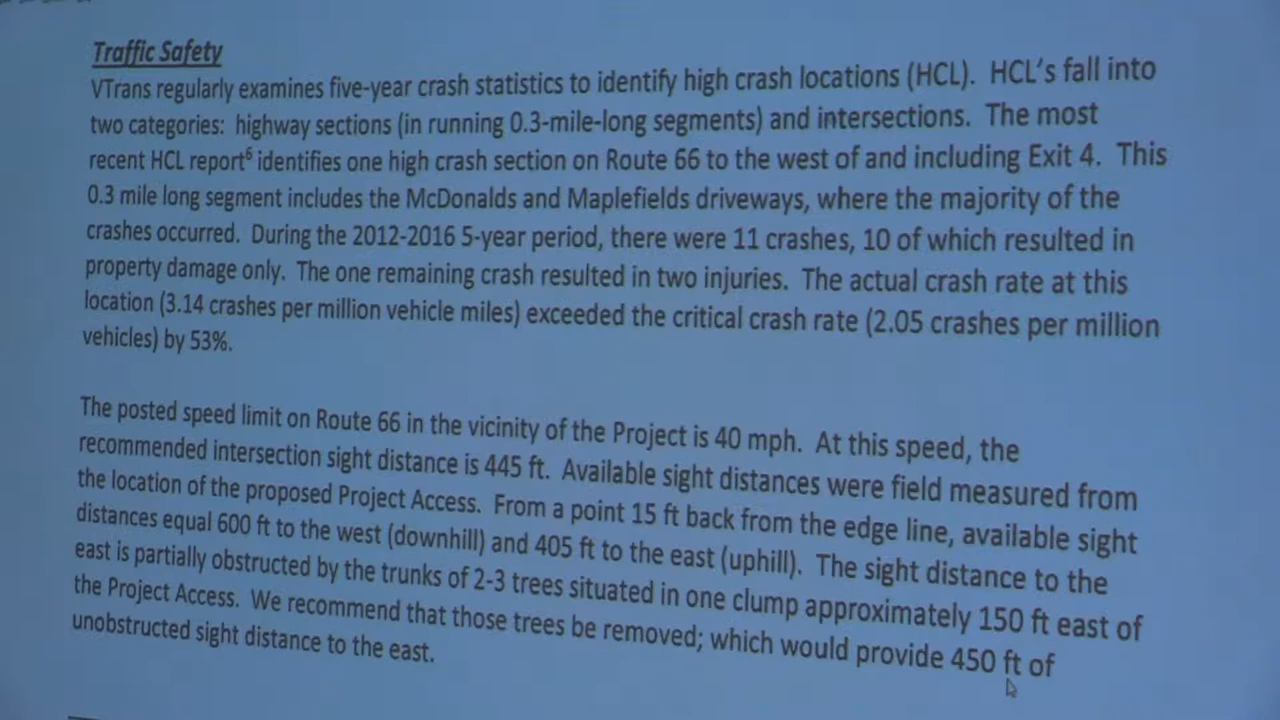 Traffic Safety
VTrans regularly examines five-year crash statistics to identify high crash locations (HCL).  HCL's fall into
two categories:  highway sections (in running 0.3-mile-long segments) and intersections.  The most
recent HCL report⁶ identifies one high crash section on Route 66 to the west of and including Exit 4.  This
0.3 mile long segment includes the McDonalds and Maplefields driveways, where the majority of the
crashes occurred.  During the 2012-2016 5-year period, there were 11 crashes, 10 of which resulted in
property damage only.  The one remaining crash resulted in two injuries.  The actual crash rate at this
location (3.14 crashes per million vehicle miles) exceeded the critical crash rate (2.05 crashes per million
vehicles) by 53%.
The posted speed limit on Route 66 in the vicinity of the Project is 40 mph.  At this speed, the
recommended intersection sight distance is 445 ft.  Available sight distances were field measured from
the location of the proposed Project Access.  From a point 15 ft back from the edge line, available sight
distances equal 600 ft to the west (downhill) and 405 ft to the east (uphill).  The sight distance to the
east is partially obstructed by the trunks of 2-3 trees situated in one clump approximately 150 ft east of
the Project Access.  We recommend that those trees be removed; which would provide 450 ft of
unobstructed sight distance to the east.